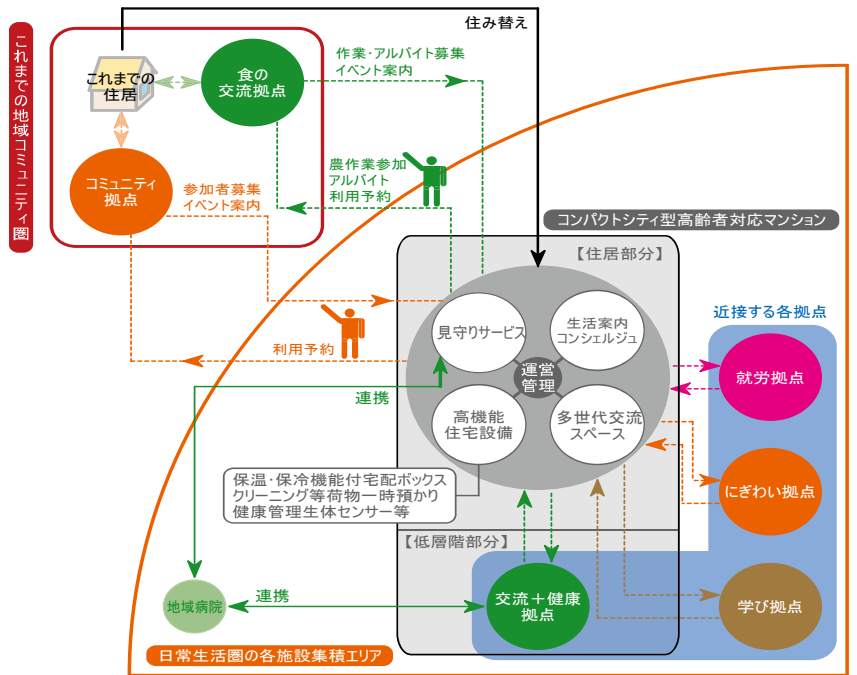 住み替え
これまでの地域コミュニティ圏
これまでの
住居
食の
交流拠点
作業・アルバイト募集
イベント案内
コミュニティ
拠点
参加者募集
イベント案内
農作業参加
アルバイト
利用予約
コンパクトシティ型高齢者対応マンション
【住居部分】
見守りサービス
生活案内
コンシェルジュ
運営
管理
高機能
住宅設備
多世代交流
スペース
利用予約
連携
近接する各拠点
就労拠点
にぎわい拠点
学び拠点
保温・保冷機能付宅配ボックス
クリーニング等荷物一時預かり
健康管理生体センサー等
【低層階部分】
交流＋健康
拠点
地域病院
連携
日常生活圏の各施設集積エリア